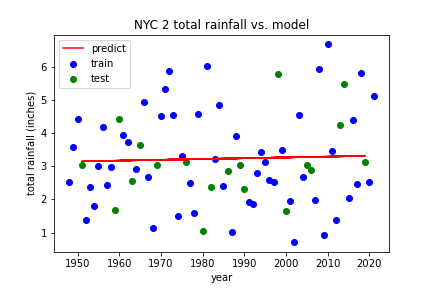 NYC 2 total rainfall vs. model
predict
train
test
total rainfall (inches)
6
5
4
3
2
1
1950 1960 1970 1980 1990 2000 2010 2020
year